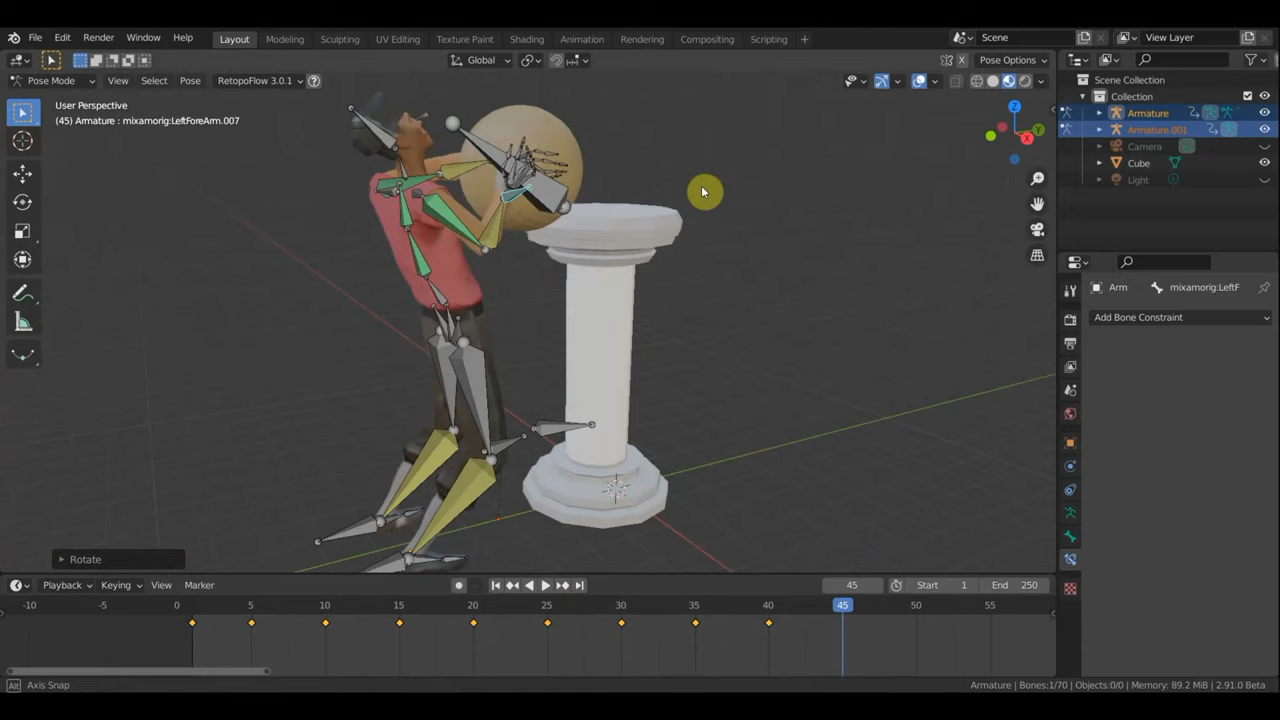 File Edit Render Window Help Layout Modeling Sculpting UV Editing Texture Paint Shading Animation Rendering Compositing Scripting + Scene View Layer
Global Pose Options
Pose Mode View Select Pose RetopoFlow 3.0.1 Scene Collection
Collection
User Perspective
(45) Armature : mixamorig:LeftForeArm.007
Armature
Armature.001
Camera
Cube
Light
Z
Y
X
Arm mixamorig:LeftF
Add Bone Constraint
Rotate
Playback Keying View Marker 45 Start 1 End 250
-10 -5 0 5 10 15 20 25 30 35 40 45 50 55
Alt Axis Snap Armature | Bones:1/70 | Objects:0/0 | Memory: 89.2 MiB | 2.91.0 Beta